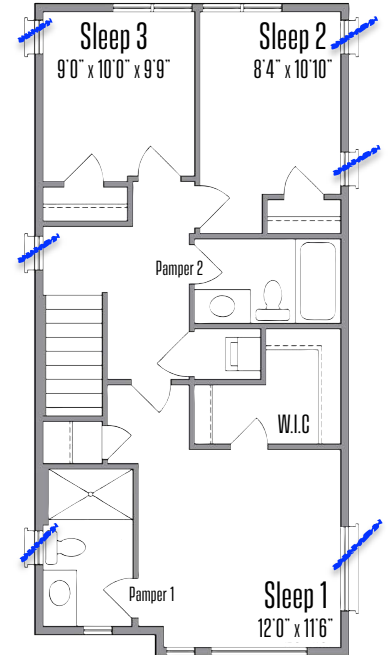 Sleep 3
9'0" x 10'0" x 9'9"
Sleep 2
8'4" x 10'10"
Pamper 2
W.I.C
Pamper 1
Sleep 1
12'0" x 11'6"